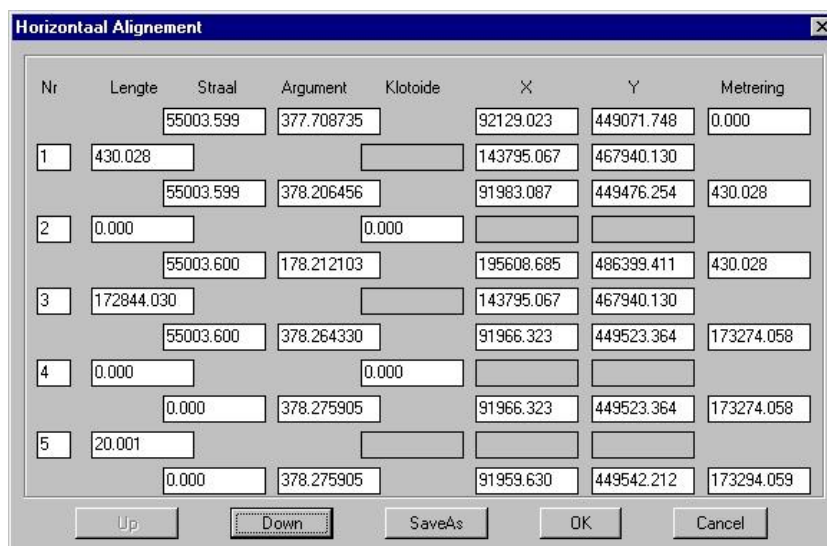 Horizontaal Alignement
Nr Lengte Straal Argument Klotoide X Y Metrering
55003.599 377.708735 92129.023 449071.748 0.000
1 430.028 143795.067 467940.130
55003.599 378.206456 91983.087 449476.254 430.028
2 0.000 0.000
55003.600 178.212103 195608.685 486399.411 430.028
3 172844.030 143795.067 467940.130
55003.600 378.264330 91966.323 449523.364 173274.058
4 0.000 0.000
0.000 378.275905 91966.323 449523.364 173274.058
5 20.001
0.000 378.275905 91959.630 449542.212 173294.059
Up Down SaveAs OK Cancel